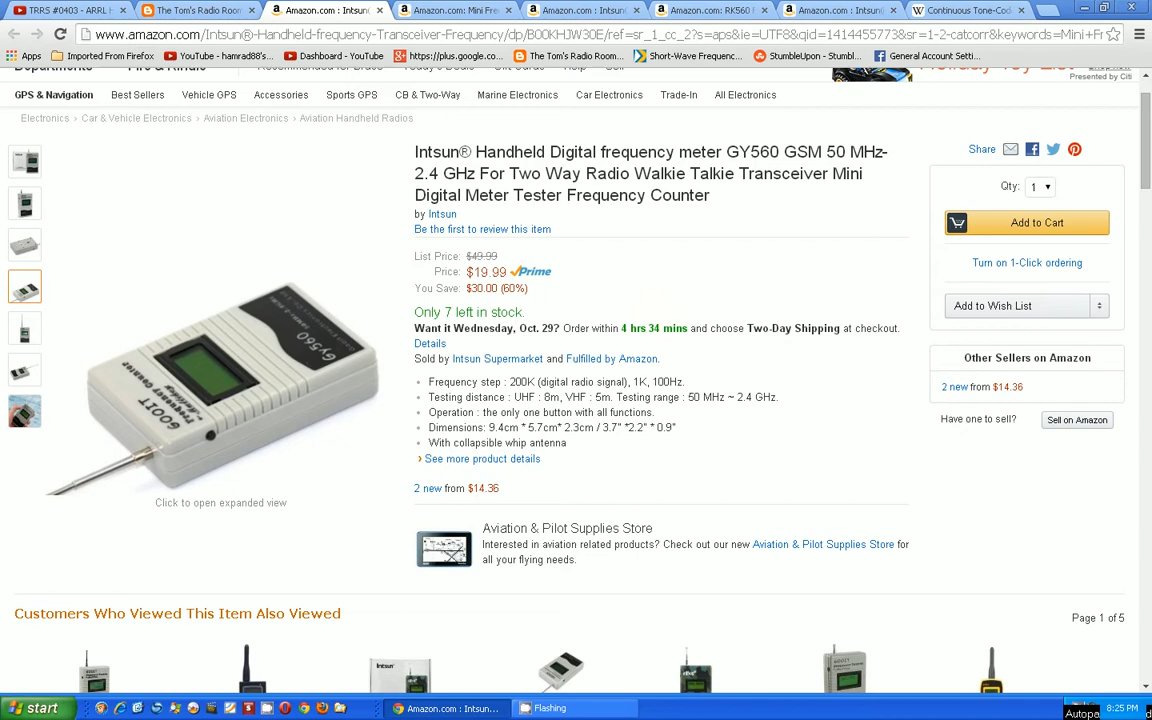 TRRS #0403 - ARRL H
The Tom's Radio Room
Amazon.com : Intsun
Amazon.com: Mini Fre
Amazon.com : Intsun
Amazon.com: RK560 f
Amazon.com : Intsun
Continuous Tone-Cod
www.amazon.com/Intsun®-Handheld-frequency-Transceiver-Frequency/dp/B00KHJW30E/ref=sr_1_cc_2?s=aps&ie=UTF8&qid=1414455773&sr=1-2-catcorr&keywords=Mini+Fr
Apps
Imported From Firefox
YouTube - hamrad88's...
Dashboard - YouTube
https://plus.google.co...
The Tom's Radio Room...
Short-Wave Frequenc...
StumbleUpon - Stumbl...
General Account Setti...
Presented by Citi
GPS & Navigation
Best Sellers
Vehicle GPS
Accessories
Sports GPS
CB & Two-Way
Marine Electronics
Car Electronics
Trade-In
All Electronics
Electronics › Car & Vehicle Electronics › Aviation Electronics › Aviation Handheld Radios
Intsun® Handheld Digital frequency meter GY560 GSM 50 MHz-
2.4 GHz For Two Way Radio Walkie Talkie Transceiver Mini
Digital Meter Tester Frequency Counter
by Intsun
Be the first to review this item
List Price: $49.99
Price: $19.99 Prime
You Save: $30.00 (60%)
Only 7 left in stock.
Want it Wednesday, Oct. 29? Order within 4 hrs 34 mins and choose Two-Day Shipping at checkout.
Details
Sold by Intsun Supermarket and Fulfilled by Amazon.
• Frequency step : 200K (digital radio signal), 1K, 100Hz.
• Testing distance : UHF : 8m, VHF : 5m. Testing range : 50 MHz ~ 2.4 GHz.
• Operation : the only one button with all functions.
• Dimensions: 9.4cm * 5.7cm* 2.3cm / 3.7" *2.2" * 0.9"
• With collapsible whip antenna
› See more product details
2 new from $14.36
GY560
GOOIT
Frequency Counter
Click to open expanded view
Share
Qty: 1
Add to Cart
Turn on 1-Click ordering
Add to Wish List
Other Sellers on Amazon
2 new from $14.36
Have one to sell?
Sell on Amazon
Aviation & Pilot Supplies Store
Interested in aviation related products? Check out our new Aviation & Pilot Supplies Store for
all your flying needs.
Customers Who Viewed This Item Also Viewed
Page 1 of 5
Intsun
start
Amazon.com : Intsun...
Flashing
Autopa
8:25 PM